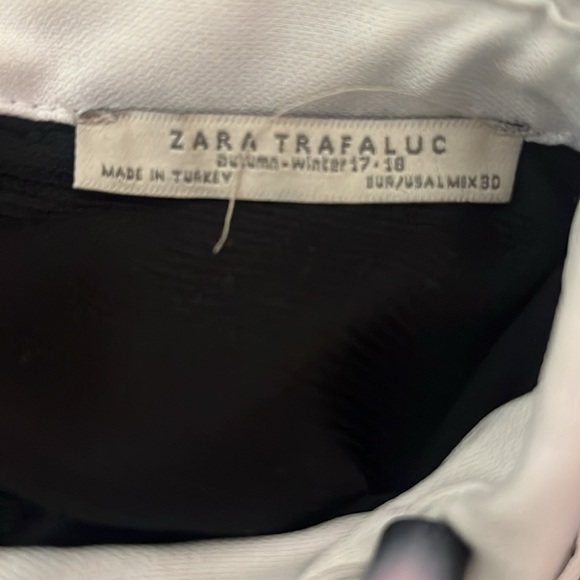 ZARA TRAFALUC
autumn-winter 17-18
MADE IN TURKEY EUR/USA L MEX 30